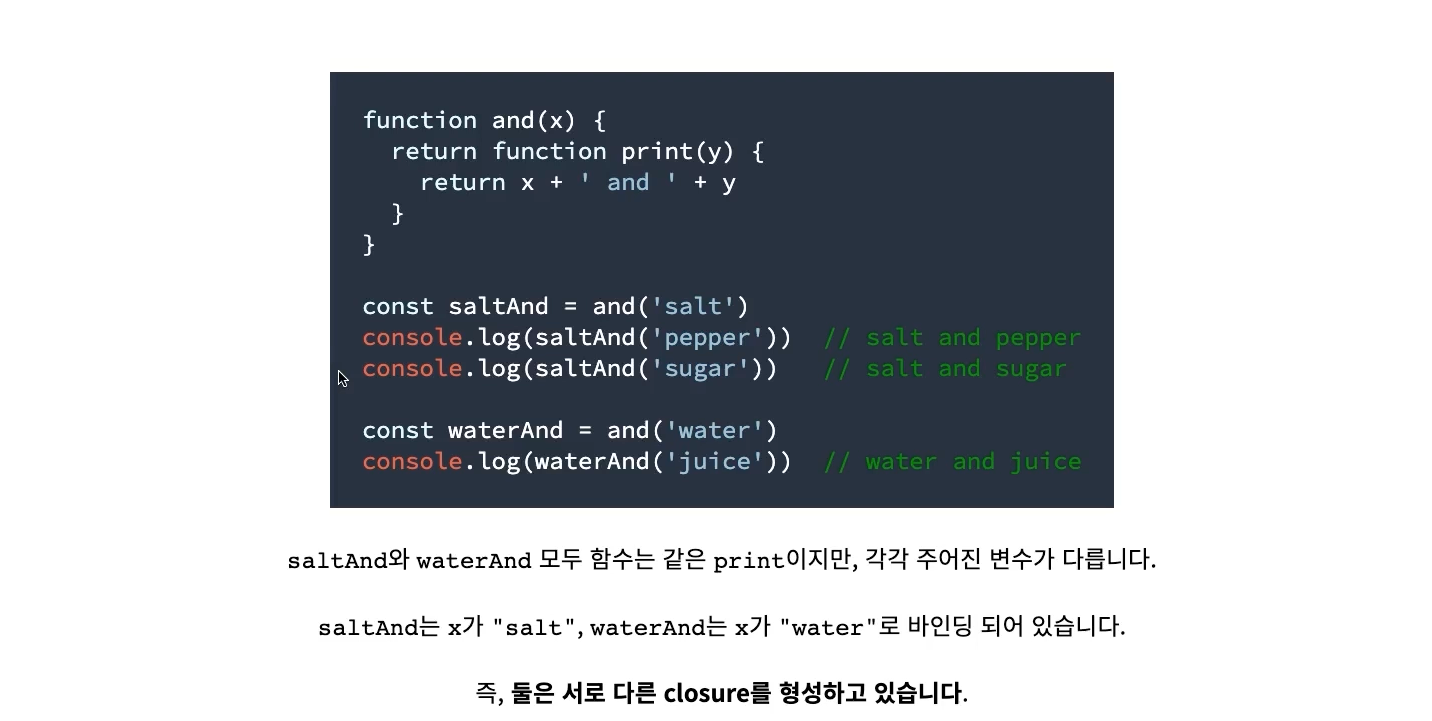 function and(x) {
  return function print(y) {
    return x + ' and ' + y
  }
}
const saltAnd = and('salt')
console.log(saltAnd('pepper'))  // salt and pepper
console.log(saltAnd('sugar'))   // salt and sugar
const waterAnd = and('water')
console.log(waterAnd('juice'))  // water and juice
saltAnd와 waterAnd 모두 함수는 같은 print이지만, 각각 주어진 변수가 다릅니다.
saltAnd는 x가 "salt", waterAnd는 x가 "water"로 바인딩 되어 있습니다.
즉, 둘은 서로 다른 closure를 형성하고 있습니다.